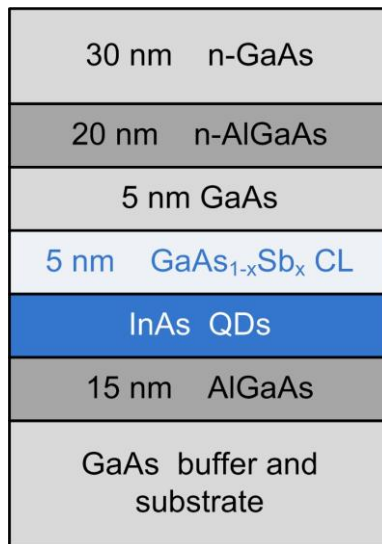 30 nm n-GaAs
20 nm n-AlGaAs
5 nm GaAs
5 nm GaAs₁₋ₓSbₓ CL
InAs QDs
15 nm AlGaAs
GaAs buffer and
substrate